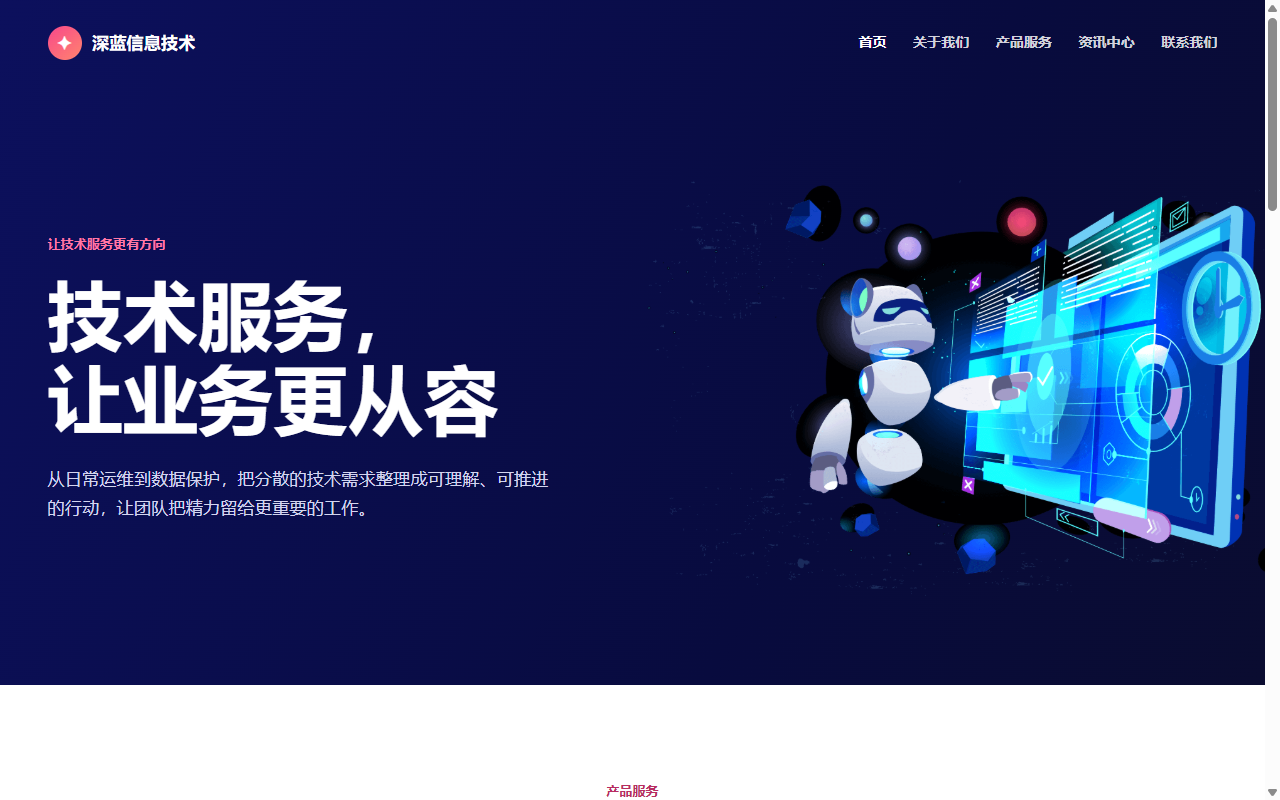 深蓝信息技术
首页 关于我们 产品服务 资讯中心 联系我们
让技术服务更有方向
技术服务，
让业务更从容
从日常运维到数据保护，把分散的技术需求整理成可理解、可推进
的行动，让团队把精力留给更重要的工作。
产品服务